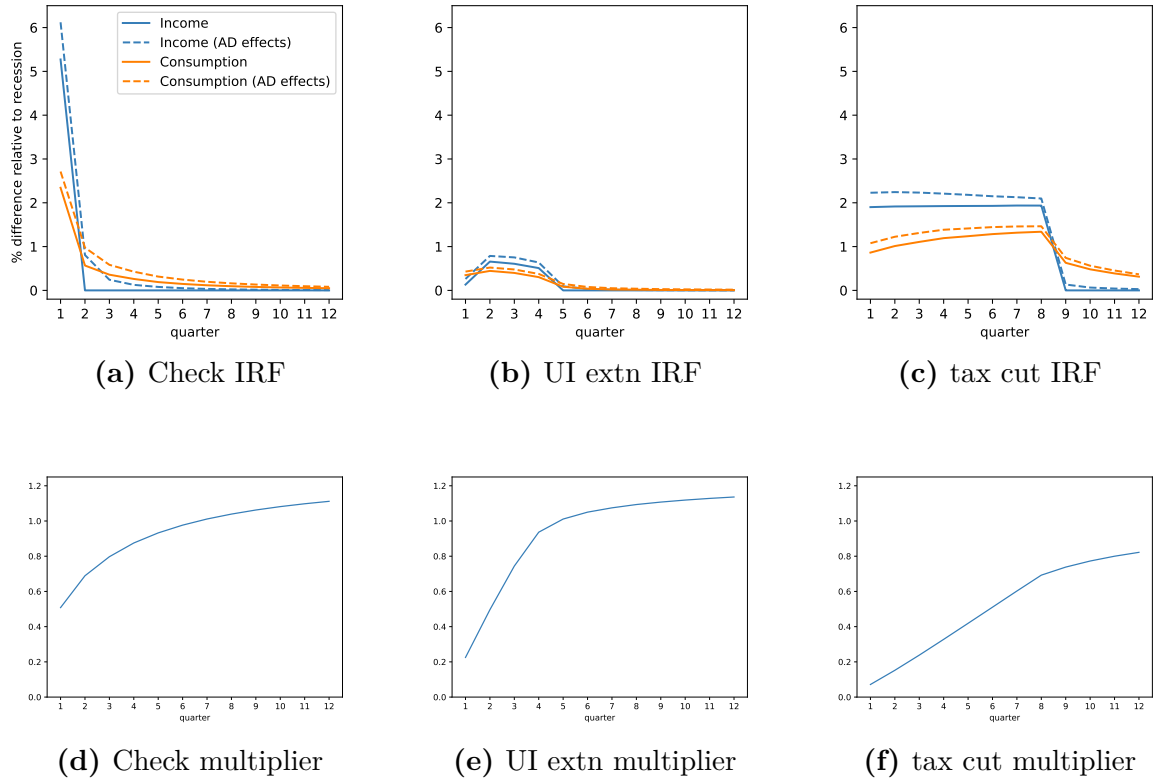 % difference relative to recession
6
5
4
3
2
1
0
Income
Income (AD effects)
Consumption
Consumption (AD effects)
1 2 3 4 5 6 7 8 9 10 11 12
quarter
(a) Check IRF
6
5
4
3
2
1
0
1 2 3 4 5 6 7 8 9 10 11 12
quarter
(b) UI extn IRF
6
5
4
3
2
1
0
1 2 3 4 5 6 7 8 9 10 11 12
quarter
(c) tax cut IRF
1.2
1.0
0.8
0.6
0.4
0.2
0.0
1 2 3 4 5 6 7 8 9 10 11 12
quarter
(d) Check multiplier
1.2
1.0
0.8
0.6
0.4
0.2
0.0
1 2 3 4 5 6 7 8 9 10 11 12
quarter
(e) UI extn multiplier
1.2
1.0
0.8
0.6
0.4
0.2
0.0
1 2 3 4 5 6 7 8 9 10 11 12
quarter
(f) tax cut multiplier